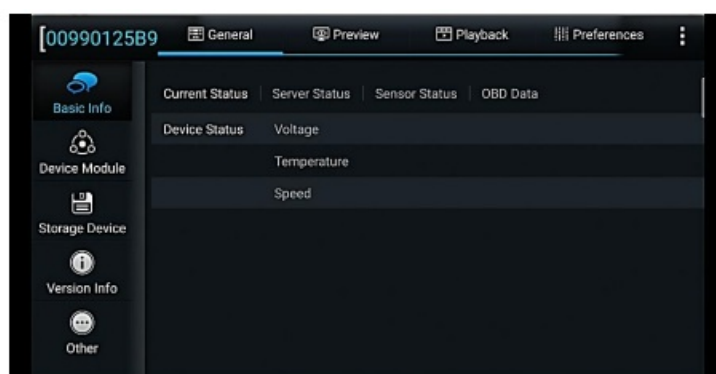 [00990125B9 General Preview Playback Preferences
Basic Info
Device Module
Storage Device
Version Info
Other
Current Status | Server Status | Sensor Status | OBD Data
Device Status Voltage
Temperature
Speed